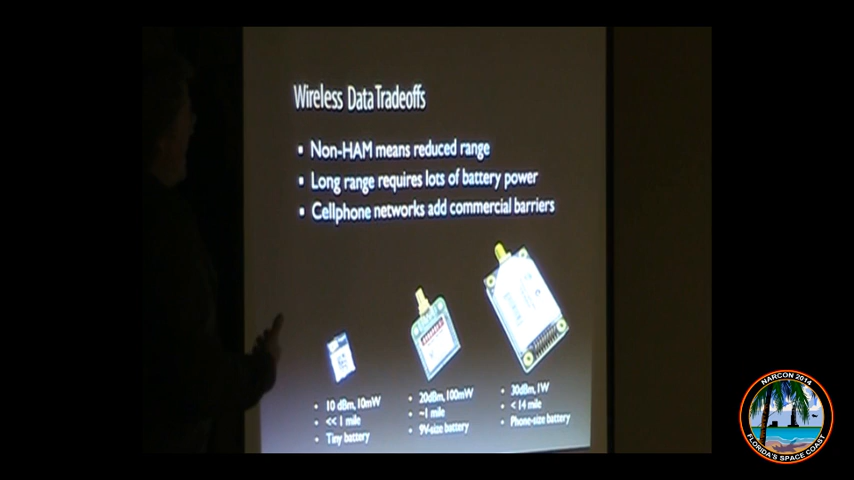 Wireless Data Tradeoffs
▪ Non-HAM means reduced range
▪ Long range requires lots of battery power
▪ Cellphone networks add commercial barriers
• 10 dBm, 10mW
• << 1 mile
• Tiny battery
• 20dBm, 100mW
• ~1 mile
• 9V-size battery
• 30dBm, 1W
• < 14 mile
• Phone-size battery
NARCON 2014
FLORIDA'S SPACE COAST